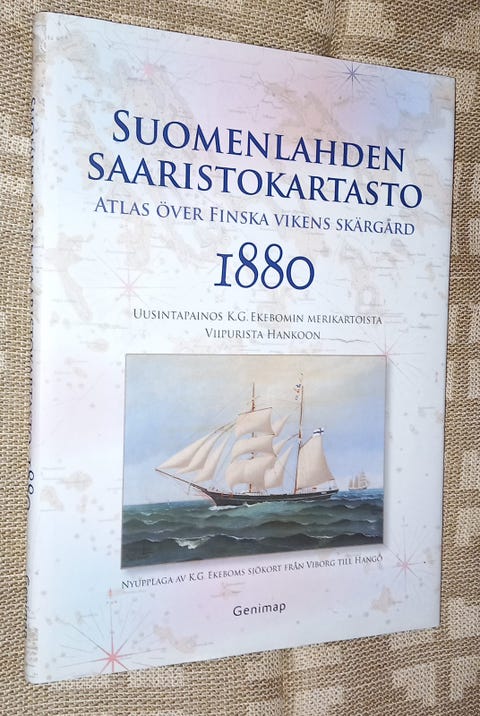 SUOMENLAHDEN
SAARISTOKARTASTO
ATLAS ÖVER FINSKA VIKENS SKÄRGÅRD
1880
UUSINTAPAINOS K.G. EKEBOMIN MERIKARTOISTA
VIIPURISTA HANKOON
NYUPPLAGA AV K.G. EKEBOMS SJÖKORT FRÅN VIBORG TILL HANGÖ
Genimap